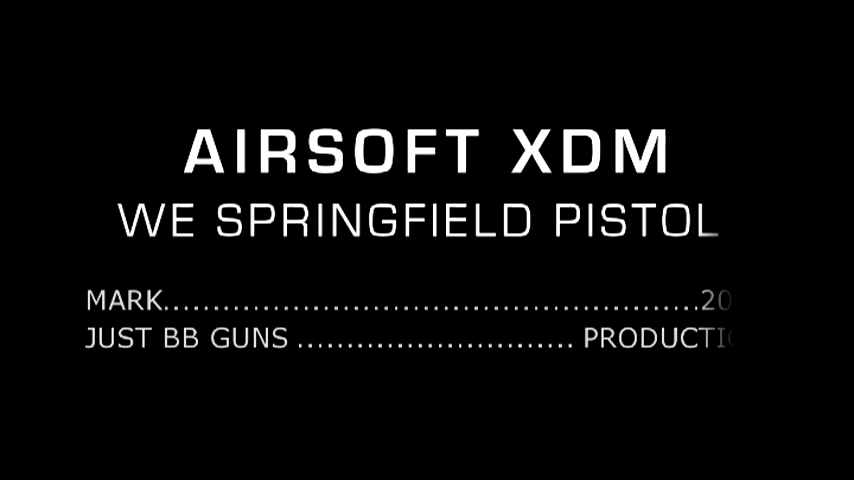 AIRSOFT XDM
WE SPRINGFIELD PISTOL
MARK......................................................20
JUST BB GUNS ............................ PRODUCTI